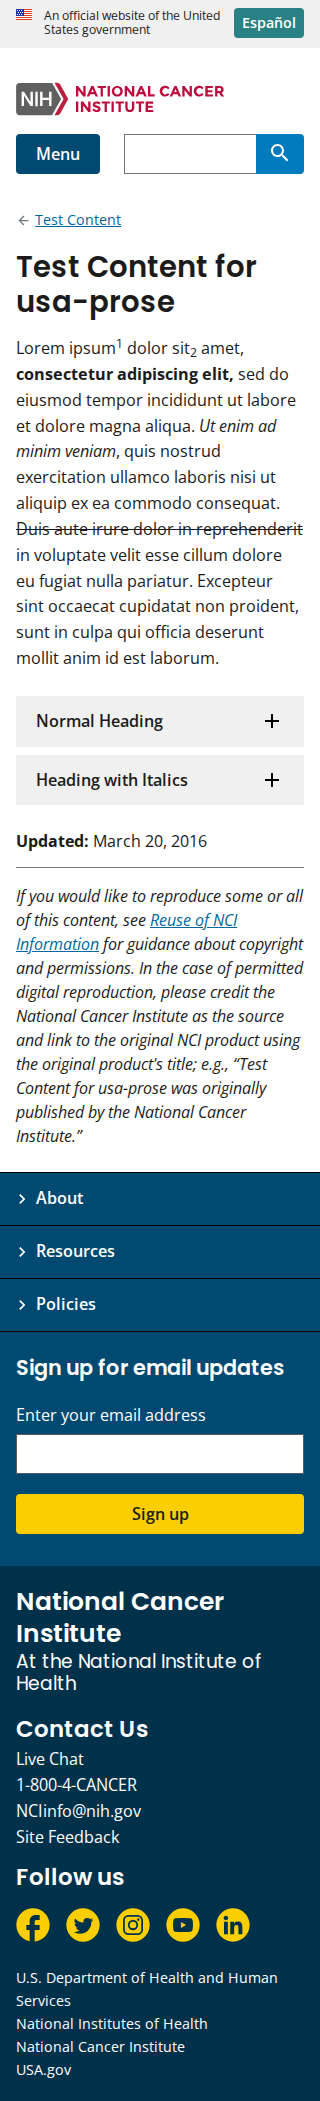 An official website of the United
States government
Español
NIH NATIONAL CANCER
INSTITUTE
Menu
← Test Content
Test Content for
usa-prose
Lorem ipsum1 dolor sit2 amet,
consectetur adipiscing elit, sed do
eiusmod tempor incididunt ut labore
et dolore magna aliqua. Ut enim ad
minim veniam, quis nostrud
exercitation ullamco laboris nisi ut
aliquip ex ea commodo consequat.
Duis aute irure dolor in reprehenderit
in voluptate velit esse cillum dolore
eu fugiat nulla pariatur. Excepteur
sint occaecat cupidatat non proident,
sunt in culpa qui officia deserunt
mollit anim id est laborum.
Normal Heading
Heading with Italics
Updated: March 20, 2016
If you would like to reproduce some or all
of this content, see Reuse of NCI
Information for guidance about copyright
and permissions. In the case of permitted
digital reproduction, please credit the
National Cancer Institute as the source
and link to the original NCI product using
the original product's title; e.g., “Test
Content for usa-prose was originally
published by the National Cancer
Institute.”
About
Resources
Policies
Sign up for email updates
Enter your email address
Sign up
National Cancer
Institute
At the National Institute of
Health
Contact Us
Live Chat
1-800-4-CANCER
NCIinfo@nih.gov
Site Feedback
Follow us
U.S. Department of Health and Human
Services
National Institutes of Health
National Cancer Institute
USA.gov